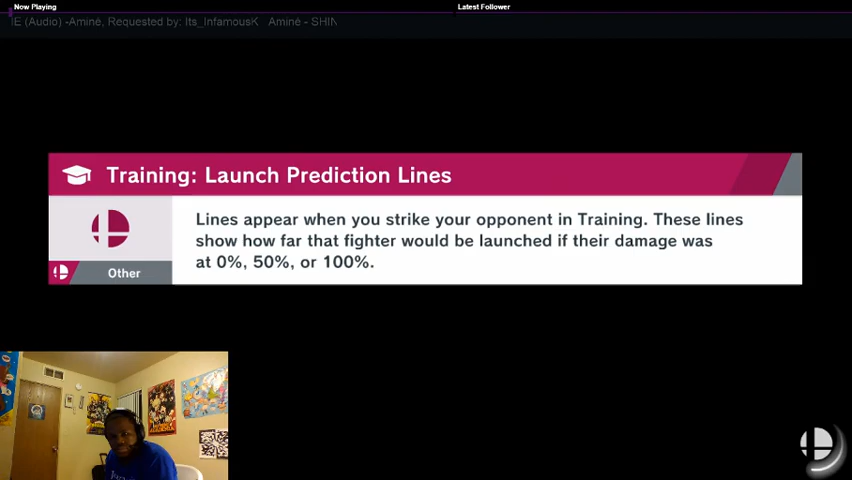 Now Playing
Latest Follower
IE (Audio) -Aminé, Requested by: Its_InfamousK Aminé - SHIN
Training: Launch Prediction Lines
Lines appear when you strike your opponent in Training. These lines
show how far that fighter would be launched if their damage was
at 0%, 50%, or 100%.
Other